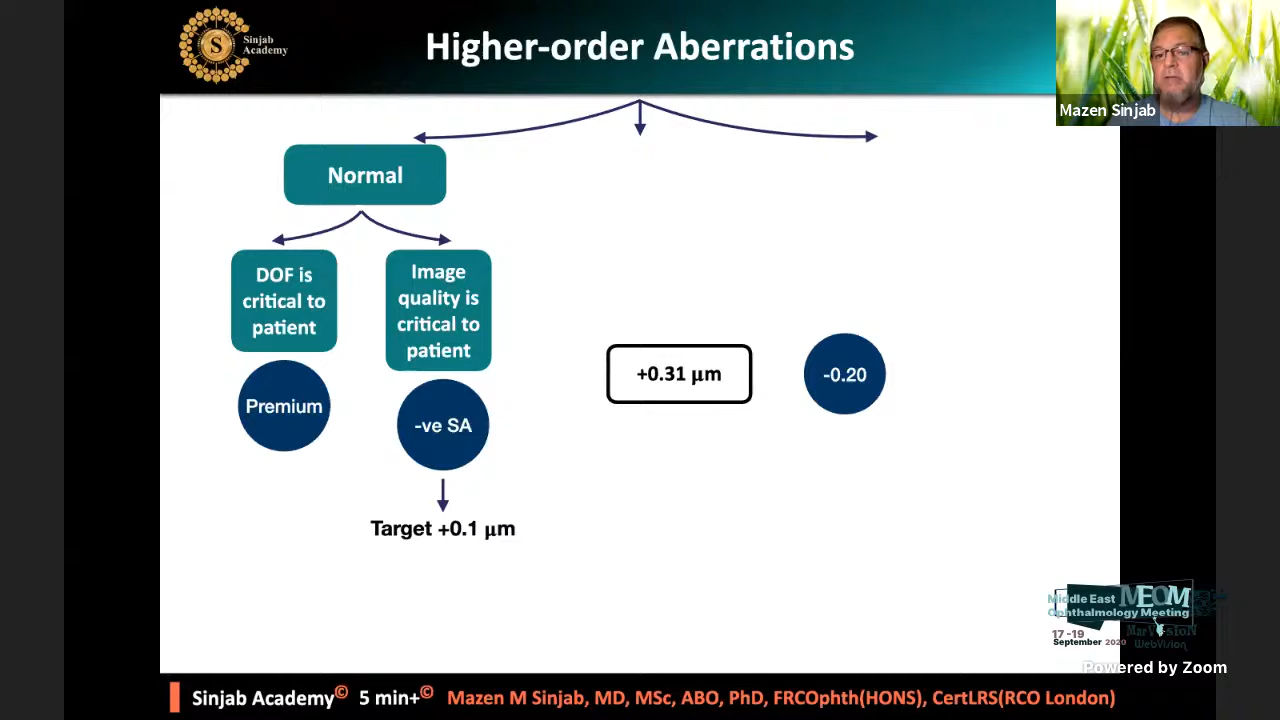 S
Sinjab
Academy
Higher-order Aberrations
Mazen Sinjab
Normal
DOF is
critical to
patient
Image
quality is
critical to
patient
Premium
-ve SA
Target +0.1 µm
+0.31 µm
-0.20
Middle East MEOM
Ophthalmology Meeting
17-19
September 2020
MarVision
WebVision
Powered by Zoom
Sinjab Academy© 5 min+© Mazen M Sinjab, MD, MSc, ABO, PhD, FRCOphth(HONS), CertLRS(RCO London)